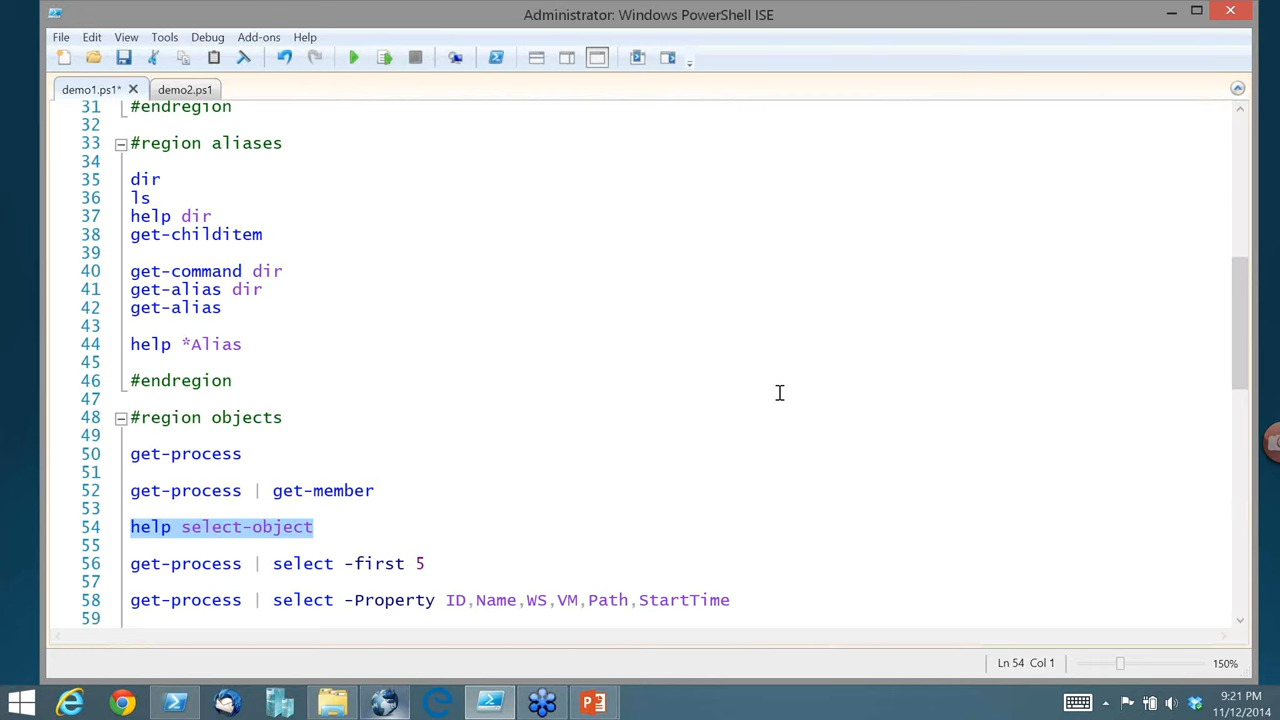 Administrator: Windows PowerShell ISE
File Edit View Tools Debug Add-ons Help
demo1.ps1* demo2.ps1
31 #endregion
32
33 #region aliases
34
35 dir
36 ls
37 help dir
38 get-childitem
39
40 get-command dir
41 get-alias dir
42 get-alias
43
44 help *Alias
45
46 #endregion
47
48 #region objects
49
50 get-process
51
52 get-process | get-member
53
54 help select-object
55
56 get-process | select -first 5
57
58 get-process | select -Property ID,Name,WS,VM,Path,StartTime
59
Ln 54 Col 1 150%
9:21 PM
11/12/2014